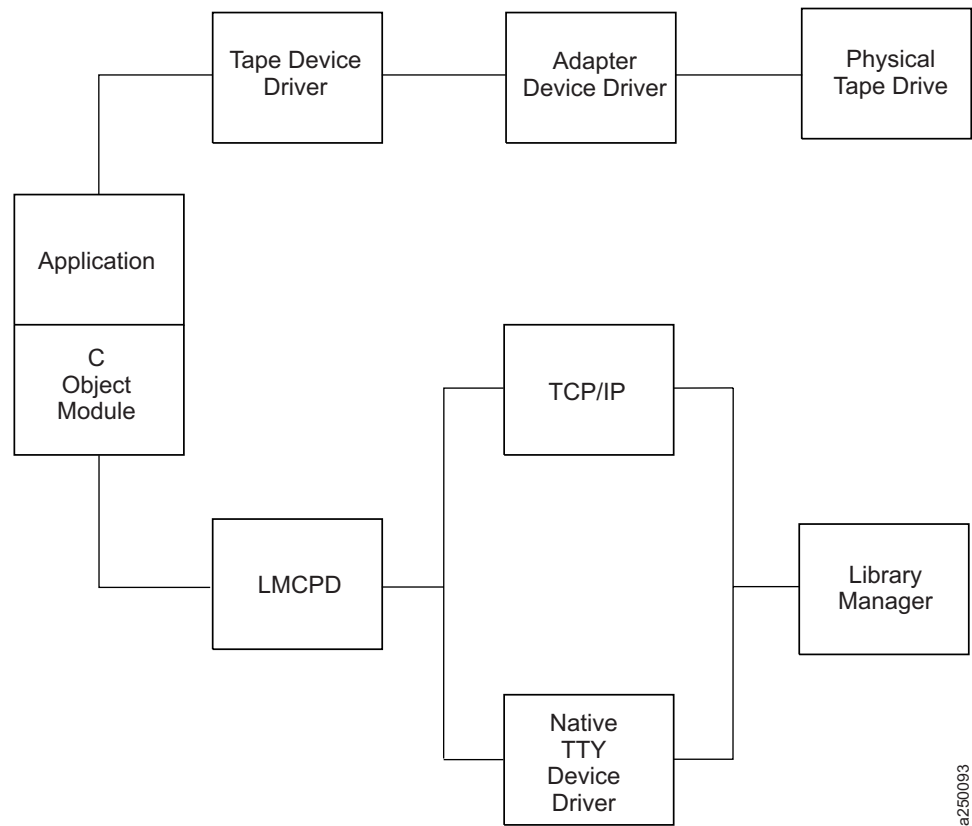 Tape Device
Driver
Adapter
Device Driver
Physical
Tape Drive
Application
C
Object
Module
TCP/IP
LMCPD
Library
Manager
Native
TTY
Device
Driver
a250093